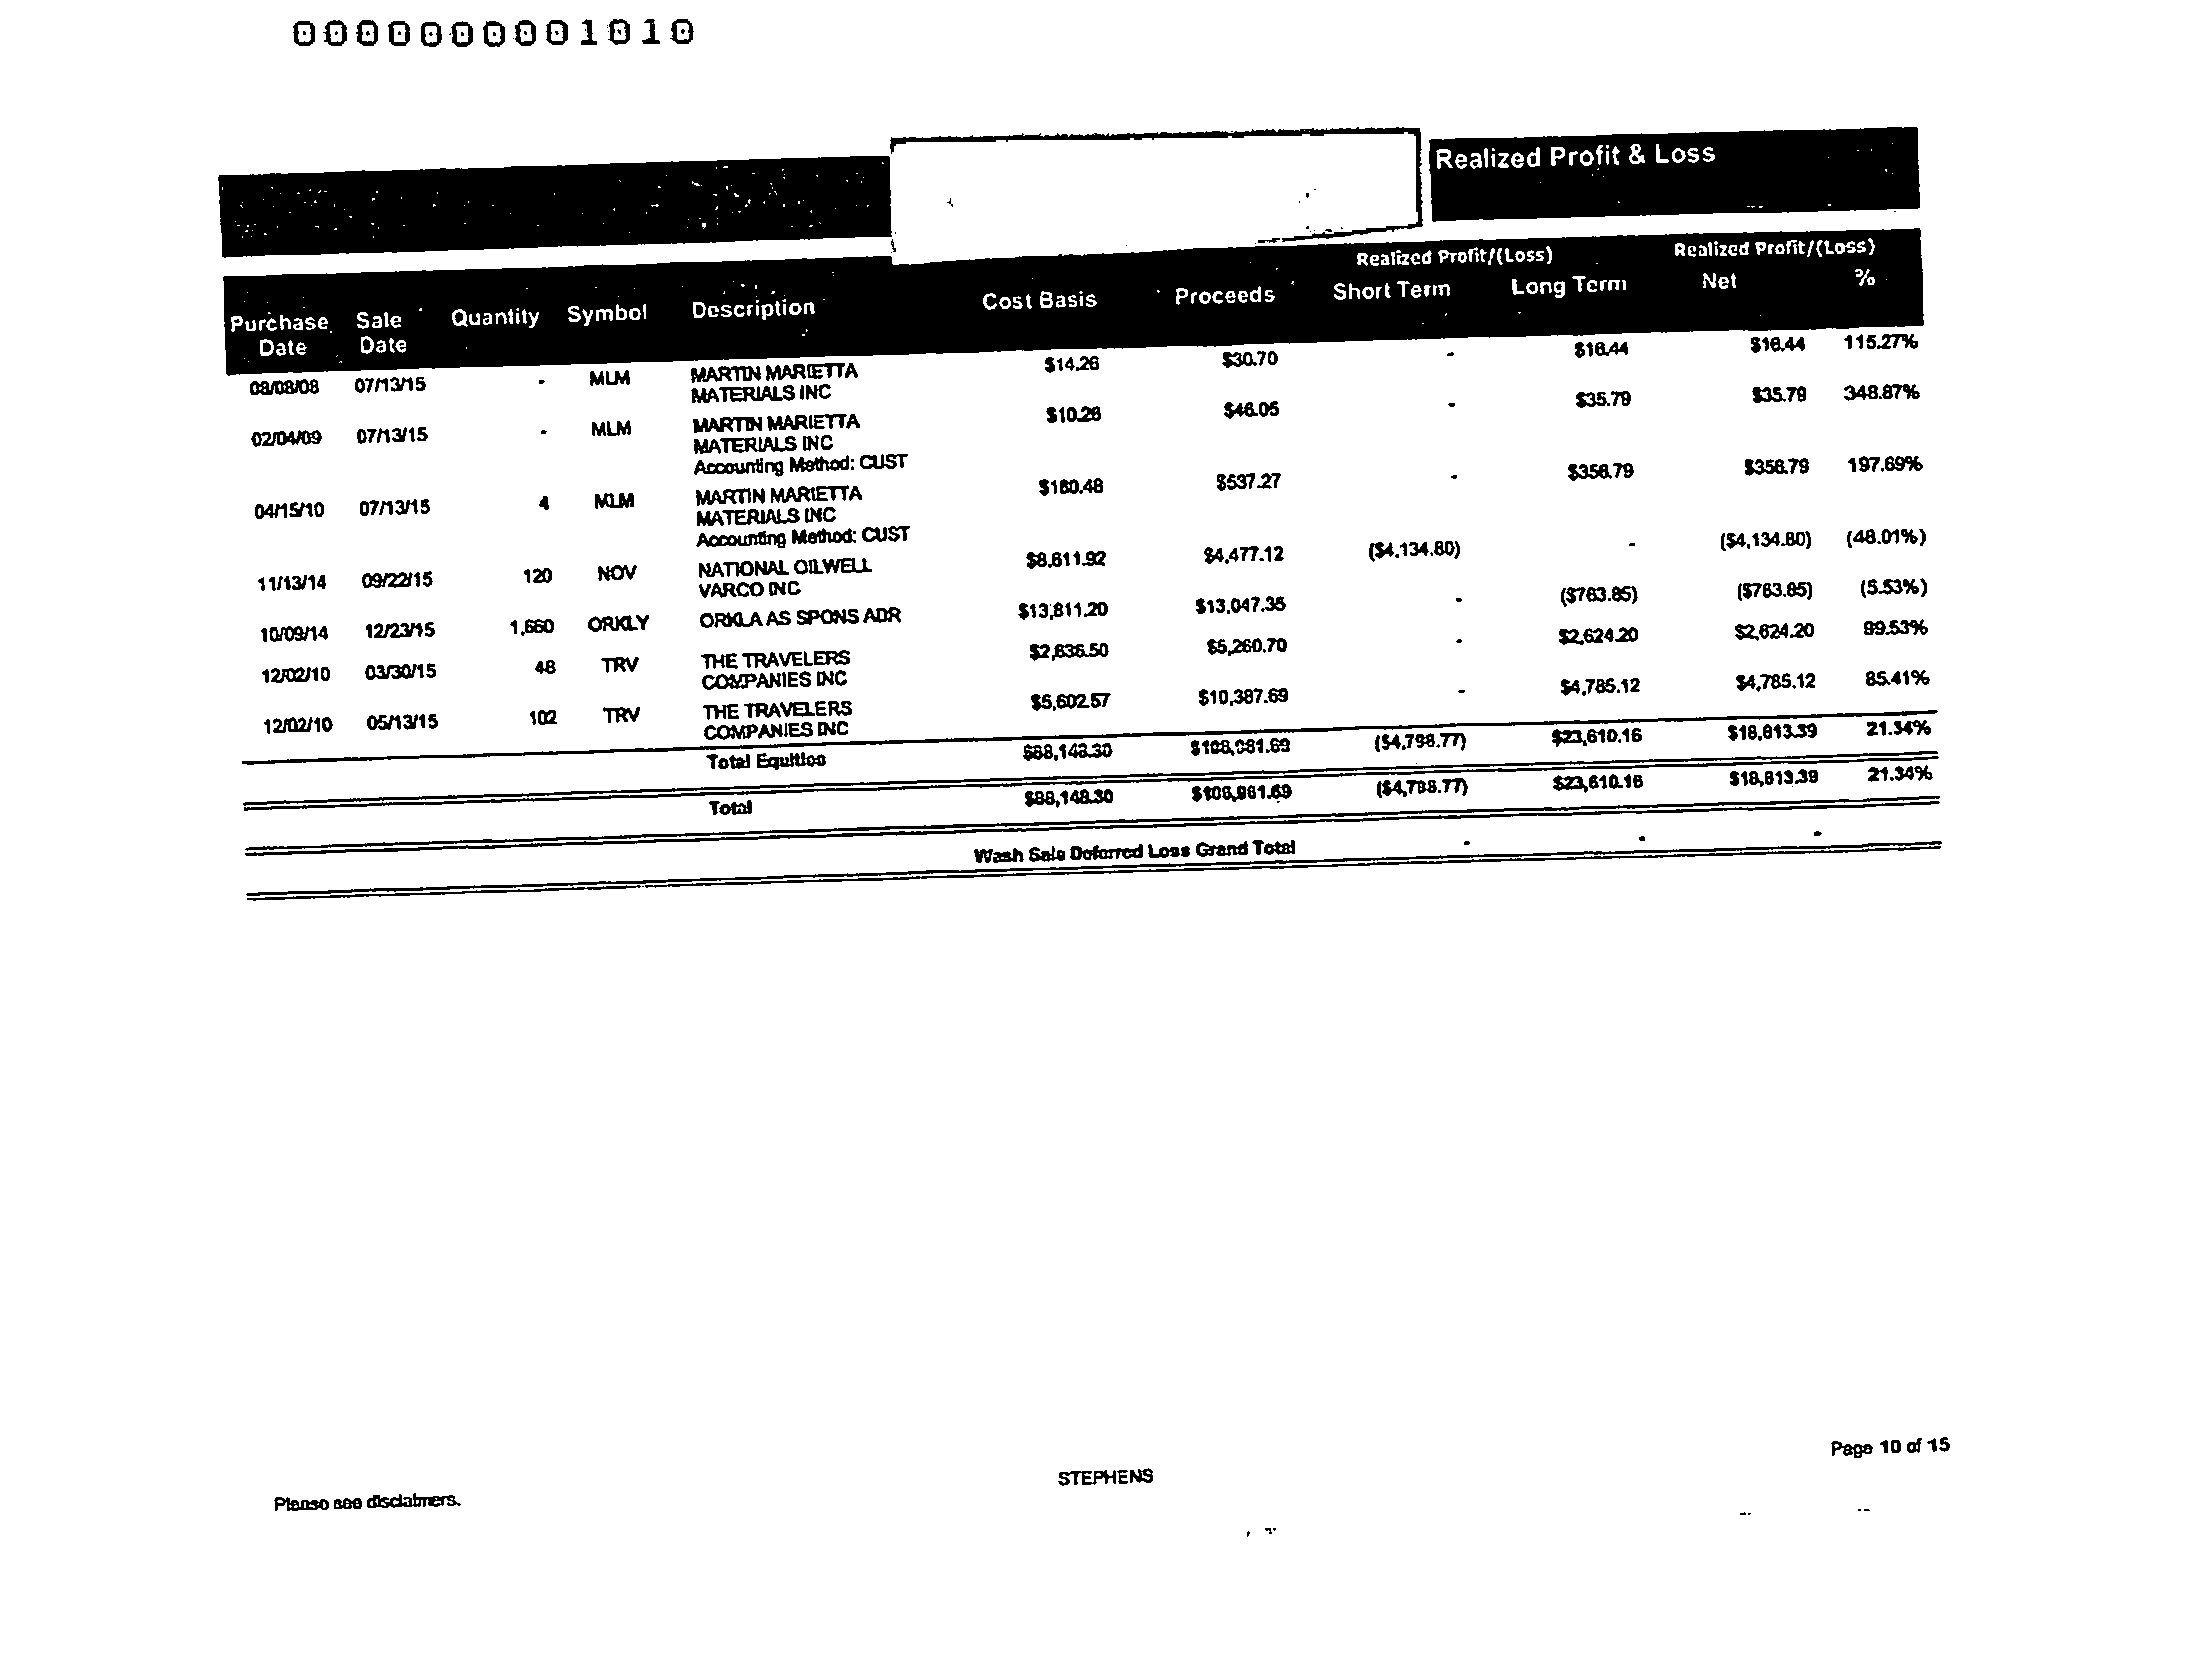 0000000001010
Realized Profit & Loss
Realized Profit/(Loss) Realized Profit/(Loss)
Purchase Date Sale Date Quantity Symbol Description Cost Basis Proceeds Short Term Long Term Net %
08/08/08 07/13/15 - MLM MARTIN MARIETTA $14.26 $30.70 - $16.44 $16.44 115.27%
MATERIALS INC
02/04/09 07/13/15 - MLM MARTIN MARIETTA $10.26 $46.05 - $35.79 $35.79 348.87%
MATERIALS INC
Accounting Method: CUST
04/15/10 07/13/15 4 MLM MARTIN MARIETTA $180.48 $537.27 - $356.79 $356.79 197.69%
MATERIALS INC
Accounting Method: CUST
11/13/14 09/22/15 120 NOV NATIONAL OILWELL $8,611.92 $4,477.12 ($4,134.80) - ($4,134.80) (48.01%)
VARCO INC
10/09/14 12/23/15 1,660 ORKLY ORKLA AS SPONS ADR $13,811.20 $13,047.35 - ($763.85) ($763.85) (5.53%)
12/02/10 03/30/15 48 TRV THE TRAVELERS $2,636.50 $5,260.70 - $2,624.20 $2,624.20 99.53%
COMPANIES INC
12/02/10 05/13/15 102 TRV THE TRAVELERS $5,602.57 $10,387.69 - $4,785.12 $4,785.12 85.41%
COMPANIES INC
Total Equities $88,148.30 $106,961.69 ($4,796.77) $23,610.16 $18,813.39 21.34%
Total $88,148.30 $106,961.69 ($4,796.77) $23,610.16 $18,813.39 21.34%
Wash Sale Deferred Loss Grand Total - - -
Please see disclaimers.
STEPHENS
Page 10 of 15